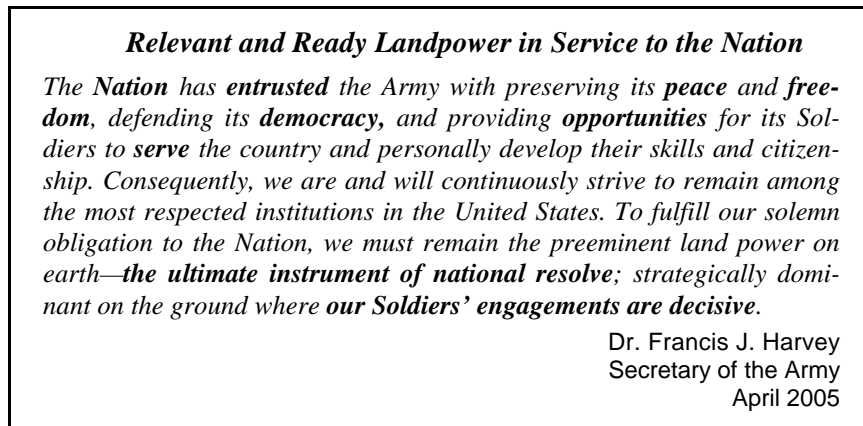 Relevant and Ready Landpower in Service to the Nation
The Nation has entrusted the Army with preserving its peace and free-
dom, defending its democracy, and providing opportunities for its Sol-
diers to serve the country and personally develop their skills and citizen-
ship. Consequently, we are and will continuously strive to remain among
the most respected institutions in the United States. To fulfill our solemn
obligation to the Nation, we must remain the preeminent land power on
earth—the ultimate instrument of national resolve; strategically domi-
nant on the ground where our Soldiers’ engagements are decisive.
Dr. Francis J. Harvey
Secretary of the Army
April 2005